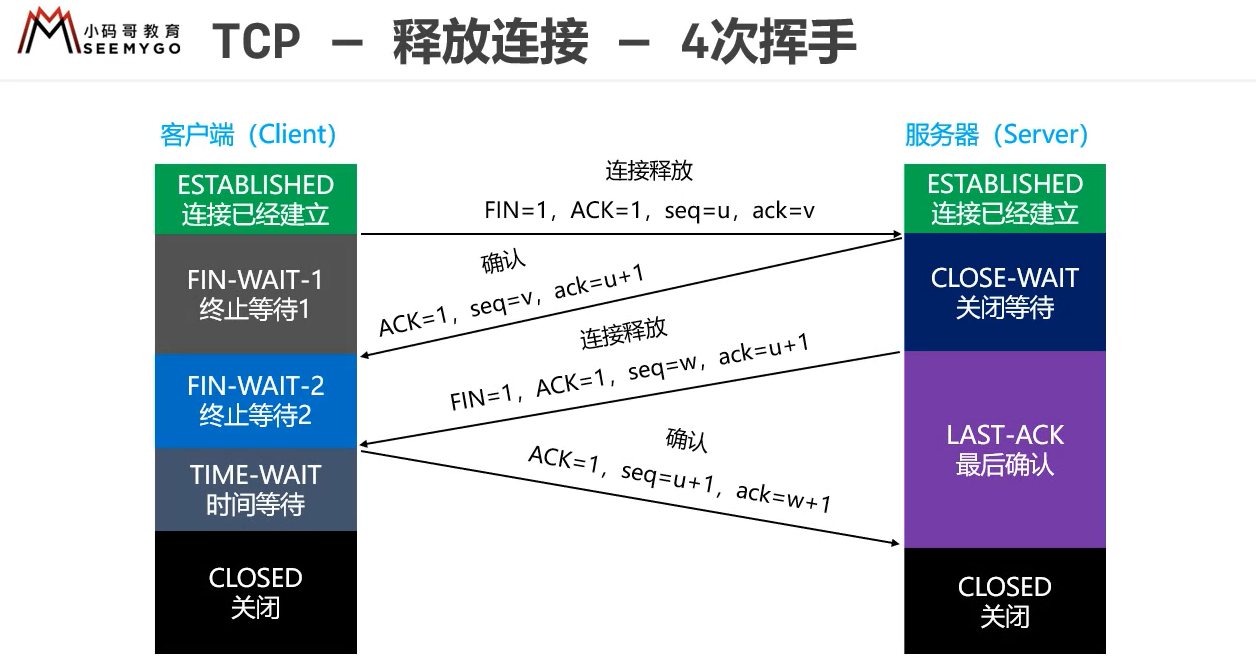 小码哥教育
SEEMYGO
TCP － 释放连接 － 4次挥手
客户端（Client）
服务器（Server）
ESTABLISHED
连接已经建立
连接释放
FIN=1，ACK=1，seq=u，ack=v
ESTABLISHED
连接已经建立
FIN-WAIT-1
终止等待1
确认
ACK=1，seq=v，ack=u+1
CLOSE-WAIT
关闭等待
连接释放
FIN=1，ACK=1，seq=w，ack=u+1
FIN-WAIT-2
终止等待2
确认
ACK=1，seq=u+1，ack=w+1
LAST-ACK
最后确认
TIME-WAIT
时间等待
CLOSED
关闭
CLOSED
关闭